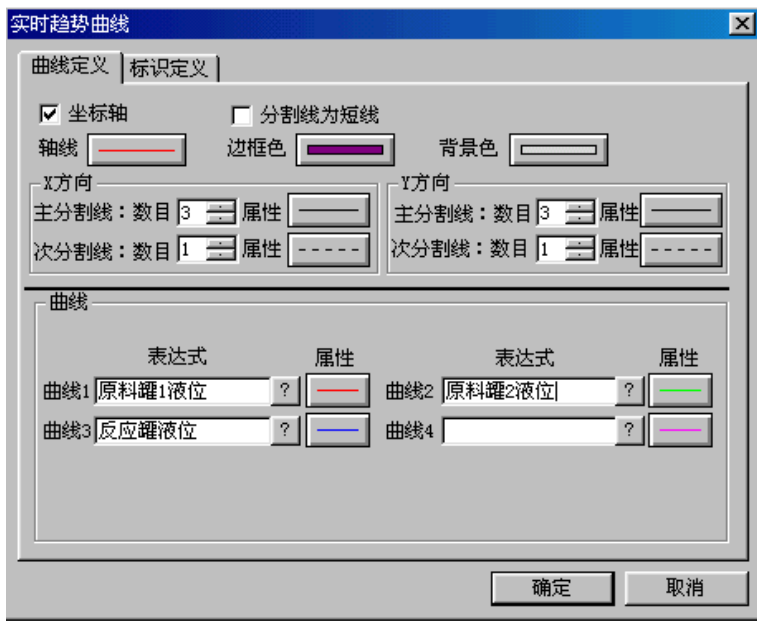 实时趋势曲线
曲线定义 标识定义
坐标轴 分割线为短线
轴线 边框色 背景色
X方向 Y方向
主分割线：数目 3 属性 主分割线：数目 3 属性
次分割线：数目 1 属性 次分割线：数目 1 属性
曲线
表达式 属性 表达式 属性
曲线1 原料罐1液位 ? 曲线2 原料罐2液位 ?
曲线3 反应罐液位 ? 曲线4 ?
确定 取消